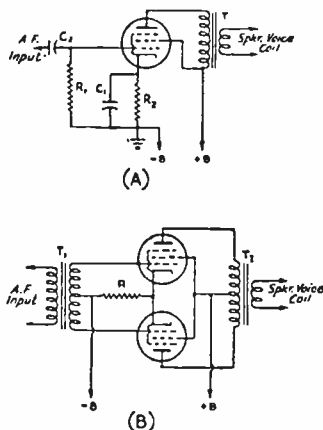 C₂
T
A.F.
Input
Spkr. Voice
Coil
R₁
C₁
R₂
-B
+B
(A)
T₁
T₂
A.F.
Input
R
Spkr. Voice
Coil
-B
+B
(B)